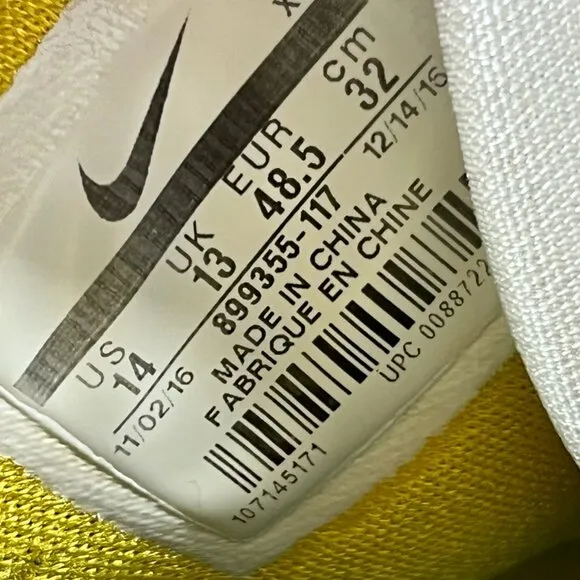 X
US UK EUR cm
14 13 48.5 32
11/02/16 899355-117 12/14/16
MADE IN CHINA
FABRIQUE EN CHINE
UPC 0088722
107145171